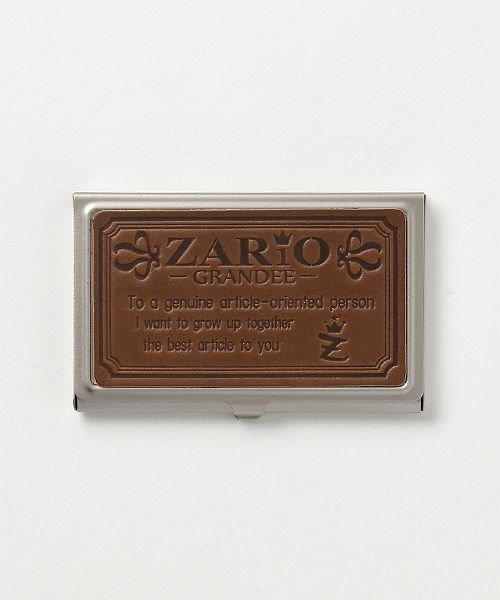 ZARiO
GRANDEE
To a genuine article-oriented person
I want to grow up together
the best article to you
Z